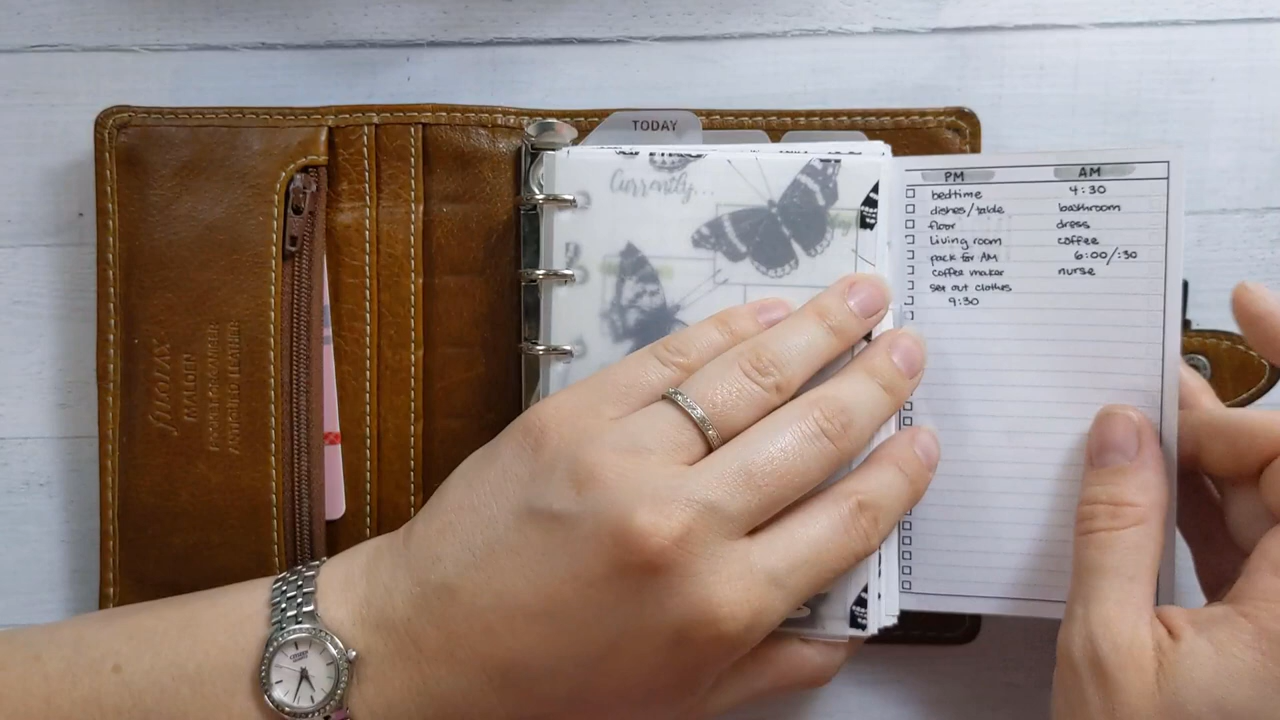 TODAY
Currently...
PM AM
bedtime 4:30
dishes/table bathroom
floor dress
Living room coffee
pack for AM 6:00/:30
coffee maker nurse
set out clothes
9:30
filofax
MALDEN
CITIZEN